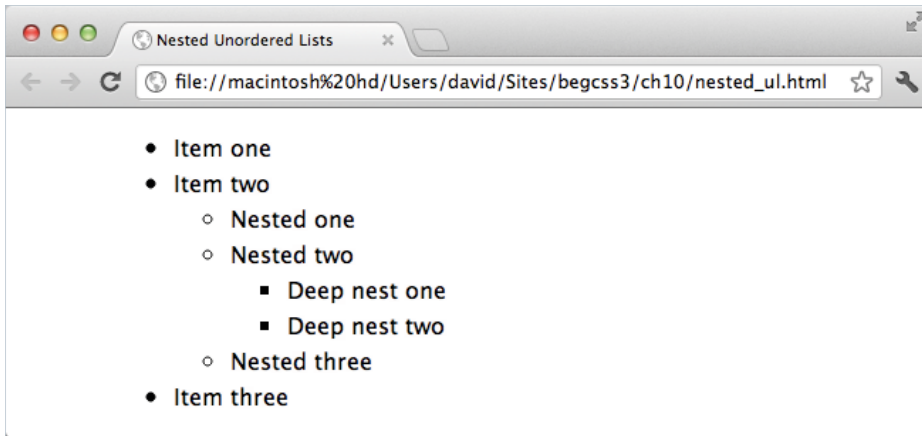 Nested Unordered Lists
file://macintosh%20hd/Users/david/Sites/begcss3/ch10/nested_ul.html
Item one
Item two
Nested one
Nested two
Deep nest one
Deep nest two
Nested three
Item three